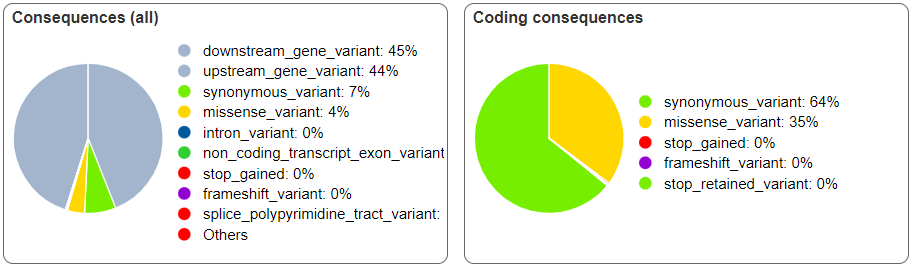 Consequences (all)
downstream_gene_variant: 45%
upstream_gene_variant: 44%
synonymous_variant: 7%
missense_variant: 4%
intron_variant: 0%
non_coding_transcript_exon_variant
stop_gained: 0%
frameshift_variant: 0%
splice_polypyrimidine_tract_variant:
Others
Coding consequences
synonymous_variant: 64%
missense_variant: 35%
stop_gained: 0%
frameshift_variant: 0%
stop_retained_variant: 0%